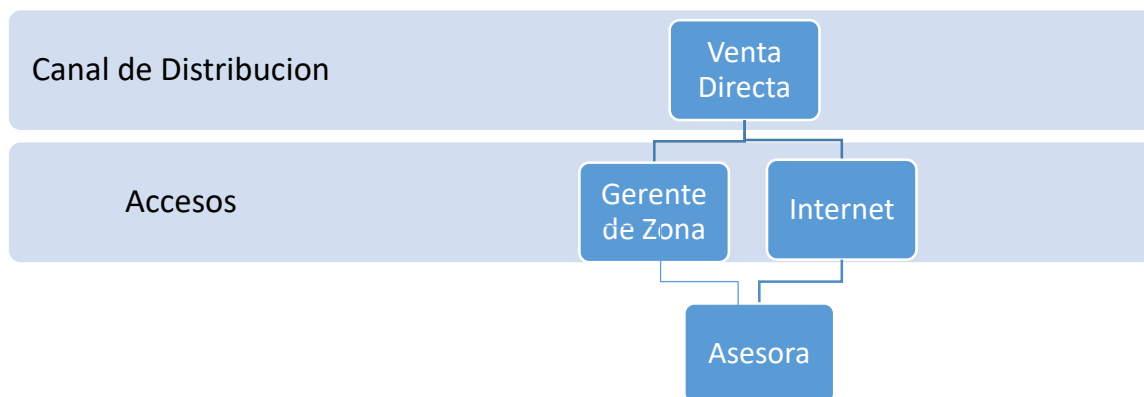 Canal de Distribucion
Venta
Directa
Accesos
Gerente
de Zona
Internet
Asesora